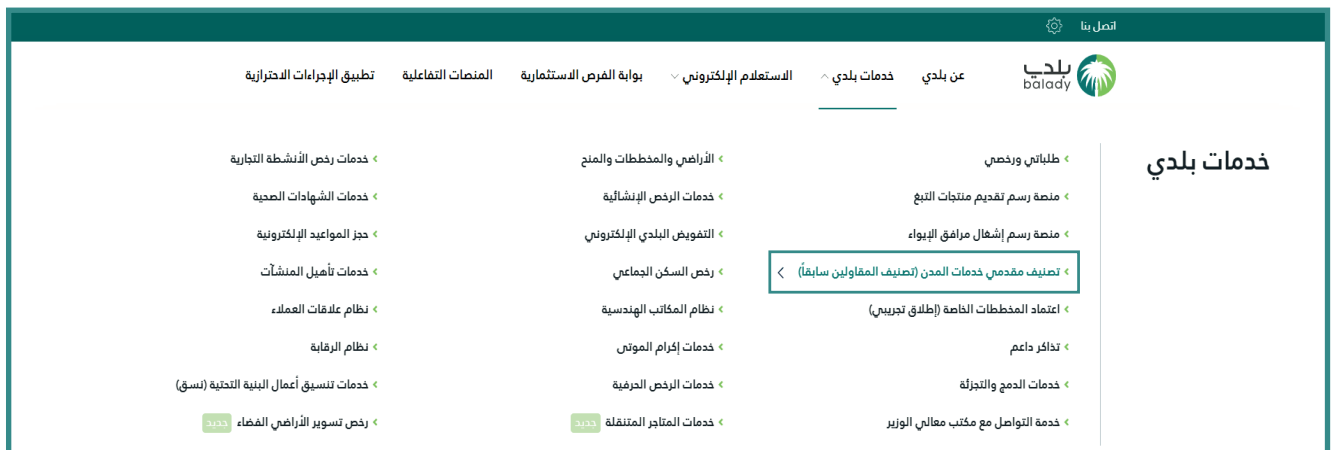 اتصل بنا
بلدي
balady
عن بلدي
خدمات بلدي
الاستعلام الإلكتروني
بوابة الفرص الاستثمارية
المنصات التفاعلية
تطبيق الإجراءات الاحترازية
خدمات بلدي
طلباتي ورخصي
منصة رسم تقديم منتجات التبغ
منصة رسم إشغال مرافق الإيواء
تصنيف مقدمي خدمات المدن (تصنيف المقاولين سابقاً)
اعتماد المخططات الخاصة (إطلاق تجريبي)
تذاكر داعم
خدمات الدمج والتجزئة
خدمة التواصل مع مكتب معالي الوزير
الأراضي والمخططات والمنح
خدمات الرخص الإنشائية
التفويض البلدي الإلكتروني
رخص السكن الجماعي
نظام المكاتب الهندسية
خدمات إكرام الموتى
خدمات الرخص الحرفية
خدمات المتاجر المتنقلة جديد
خدمات رخص الأنشطة التجارية
خدمات الشهادات الصحية
حجز المواعيد الإلكترونية
خدمات تأهيل المنشآت
نظام علاقات العملاء
نظام الرقابة
خدمات تنسيق أعمال البنية التحتية (نسق)
رخص تسوير الأراضي الفضاء جديد